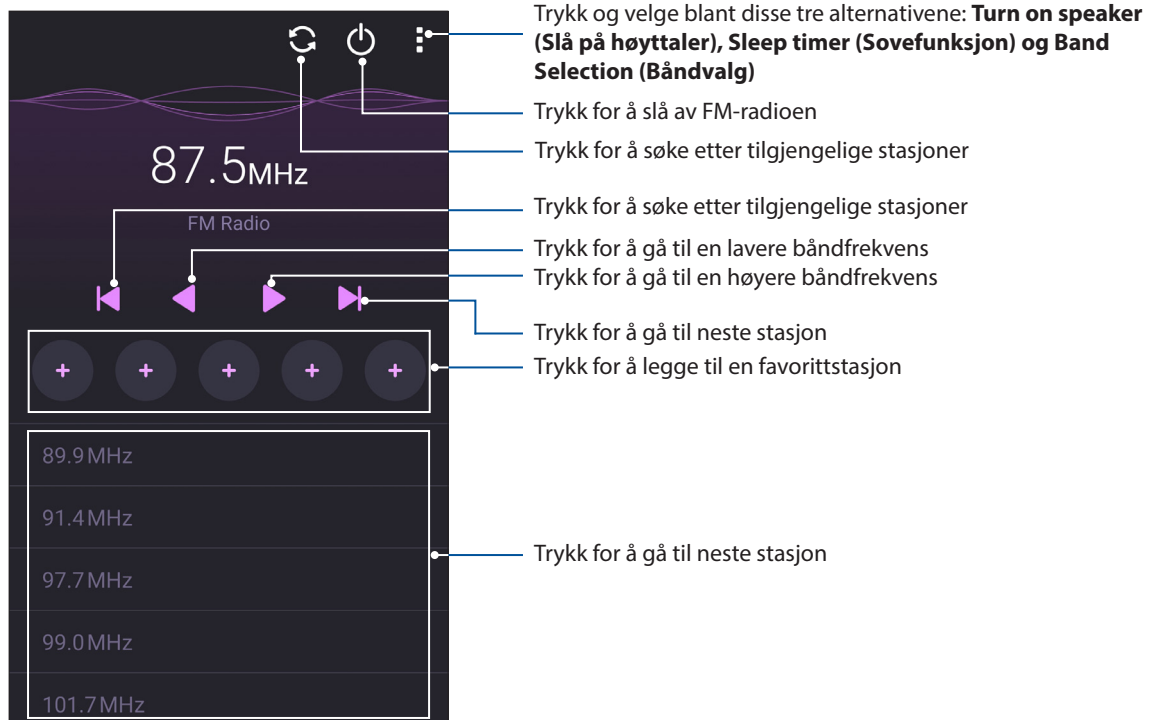 Trykk og velge blant disse tre alternativene: Turn on speaker
(Slå på høyttaler), Sleep timer (Sovefunksjon) og Band
Selection (Båndvalg)
Trykk for å slå av FM-radioen
Trykk for å søke etter tilgjengelige stasjoner
87.5MHz
FM Radio
Trykk for å søke etter tilgjengelige stasjoner
Trykk for å gå til en lavere båndfrekvens
Trykk for å gå til en høyere båndfrekvens
Trykk for å gå til neste stasjon
+ + + + +
Trykk for å legge til en favorittstasjon
89.9MHz
91.4MHz
97.7MHz
99.0MHz
101.7MHz
Trykk for å gå til neste stasjon